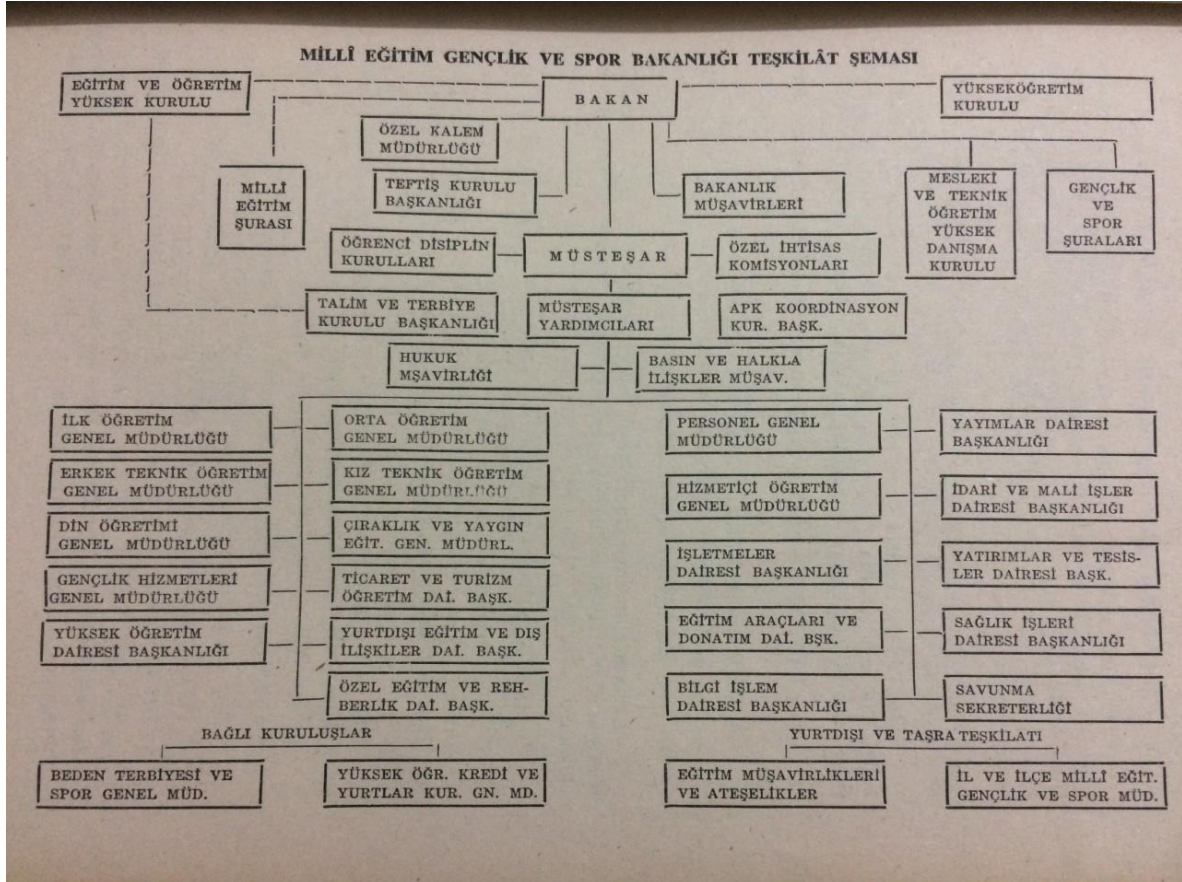 MİLLÎ EĞİTİM GENÇLİK VE SPOR BAKANLIĞI TEŞKİLÂT ŞEMASI
EĞİTİM VE ÖĞRETİM
YÜKSEK KURULU
BAKAN
YÜKSEKÖĞRETİM
KURULU
ÖZEL KALEM
MÜDÜRLÜĞÜ
MİLLÎ
EĞİTİM
ŞURASI
TEFTİŞ KURULU
BAŞKANLIĞI
BAKANLIK
MÜŞAVİRLERİ
MESLEKİ
VE TEKNİK
ÖĞRETİM
YÜKSEK
DANIŞMA
KURULU
GENÇLİK
VE
SPOR
ŞURALARI
ÖĞRENCİ DİSİPLİN
KURULLARI
MÜSTEŞAR
ÖZEL İHTİSAS
KOMİSYONLARI
TALİM VE TERBİYE
KURULU BAŞKANLIĞI
MÜSTEŞAR
YARDIMCILARI
APK KOORDİNASYON
KUR. BAŞK.
HUKUK
MŞAVİRLİĞİ
BASIN VE HALKLA
İLİŞKLER MÜŞAV.
İLK ÖĞRETİM
GENEL MÜDÜRLÜĞÜ
ORTA ÖĞRETİM
GENEL MÜDÜRLÜĞÜ
PERSONEL GENEL
MÜDÜRLÜĞÜ
YAYIMLAR DAİRESİ
BAŞKANLIĞI
ERKEK TEKNİK ÖĞRETİM
GENEL MÜDÜRLÜĞÜ
KIZ TEKNİK ÖĞRETİM
GENEL MÜDÜRLÜĞÜ
HİZMETİÇİ ÖĞRETİM
GENEL MÜDÜRLÜĞÜ
İDARİ VE MALİ İŞLER
DAİRESİ BAŞKANLIĞI
DİN ÖĞRETİMİ
GENEL MÜDÜRLÜĞÜ
ÇIRAKLIK VE YAYGIN
EĞİT. GEN. MÜDÜRL.
İŞLETMELER
DAİRESİ BAŞKANLIĞI
YATIRIMLAR VE TESİS-
LER DAİRESİ BAŞK.
GENÇLİK HİZMETLERİ
GENEL MÜDÜRLÜĞÜ
TİCARET VE TURİZM
ÖĞRETİM DAİ. BAŞK.
EĞİTİM ARAÇLARI VE
DONATIM DAİ. BŞK.
SAĞLIK İŞLERİ
DAİRESİ BAŞKANLIĞI
YÜKSEK ÖĞRETİM
DAİRESİ BAŞKANLIĞI
YURTDIŞI EĞİTİM VE DIŞ
İLİŞKİLER DAİ. BAŞK.
ÖZEL EĞİTİM VE REH-
BERLİK DAİ. BAŞK.
BİLGİ İŞLEM
DAİRESİ BAŞKANLIĞI
SAVUNMA
SEKRETERLİĞİ
BAĞLI KURULUŞLAR
YURTDIŞI VE TAŞRA TEŞKİLATI
BEDEN TERBİYESİ VE
SPOR GENEL MÜD.
YÜKSEK ÖĞR. KREDİ VE
YURTLAR KUR. GN. MD.
EĞİTİM MÜŞAVİRLİKLERİ
VE ATEŞELİKLER
İL VE İLÇE MİLLÎ EĞİT.
GENÇLİK VE SPOR MÜD.